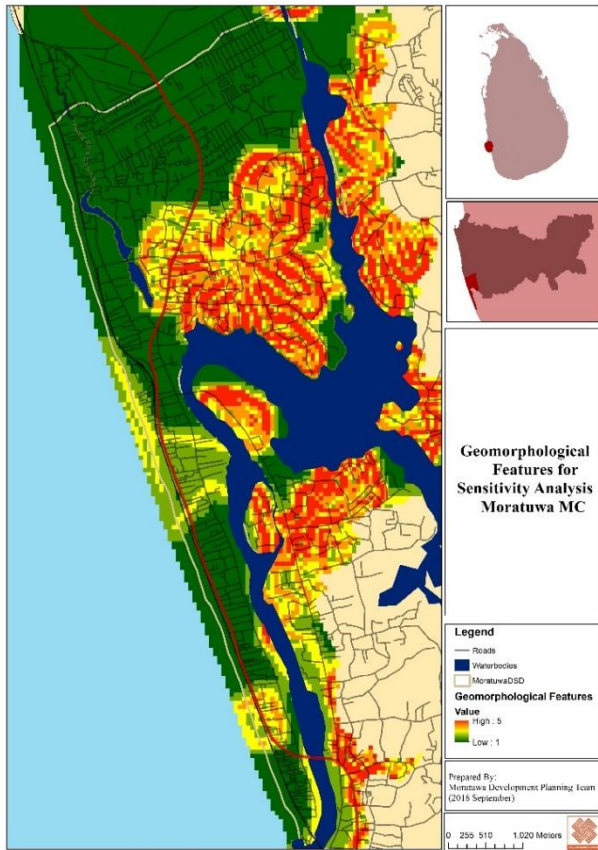 Geomorphological
Features for
Sensitivity Analysis
Moratuwa MC
Legend
Roads
Waterbodies
MoratuwaDSD
Geomorphological Features
Value
High : 5
Low : 1
Prepared By:
Moratuwa Development Planning Team
(2018 September)
0 255 510 1,020 Meters